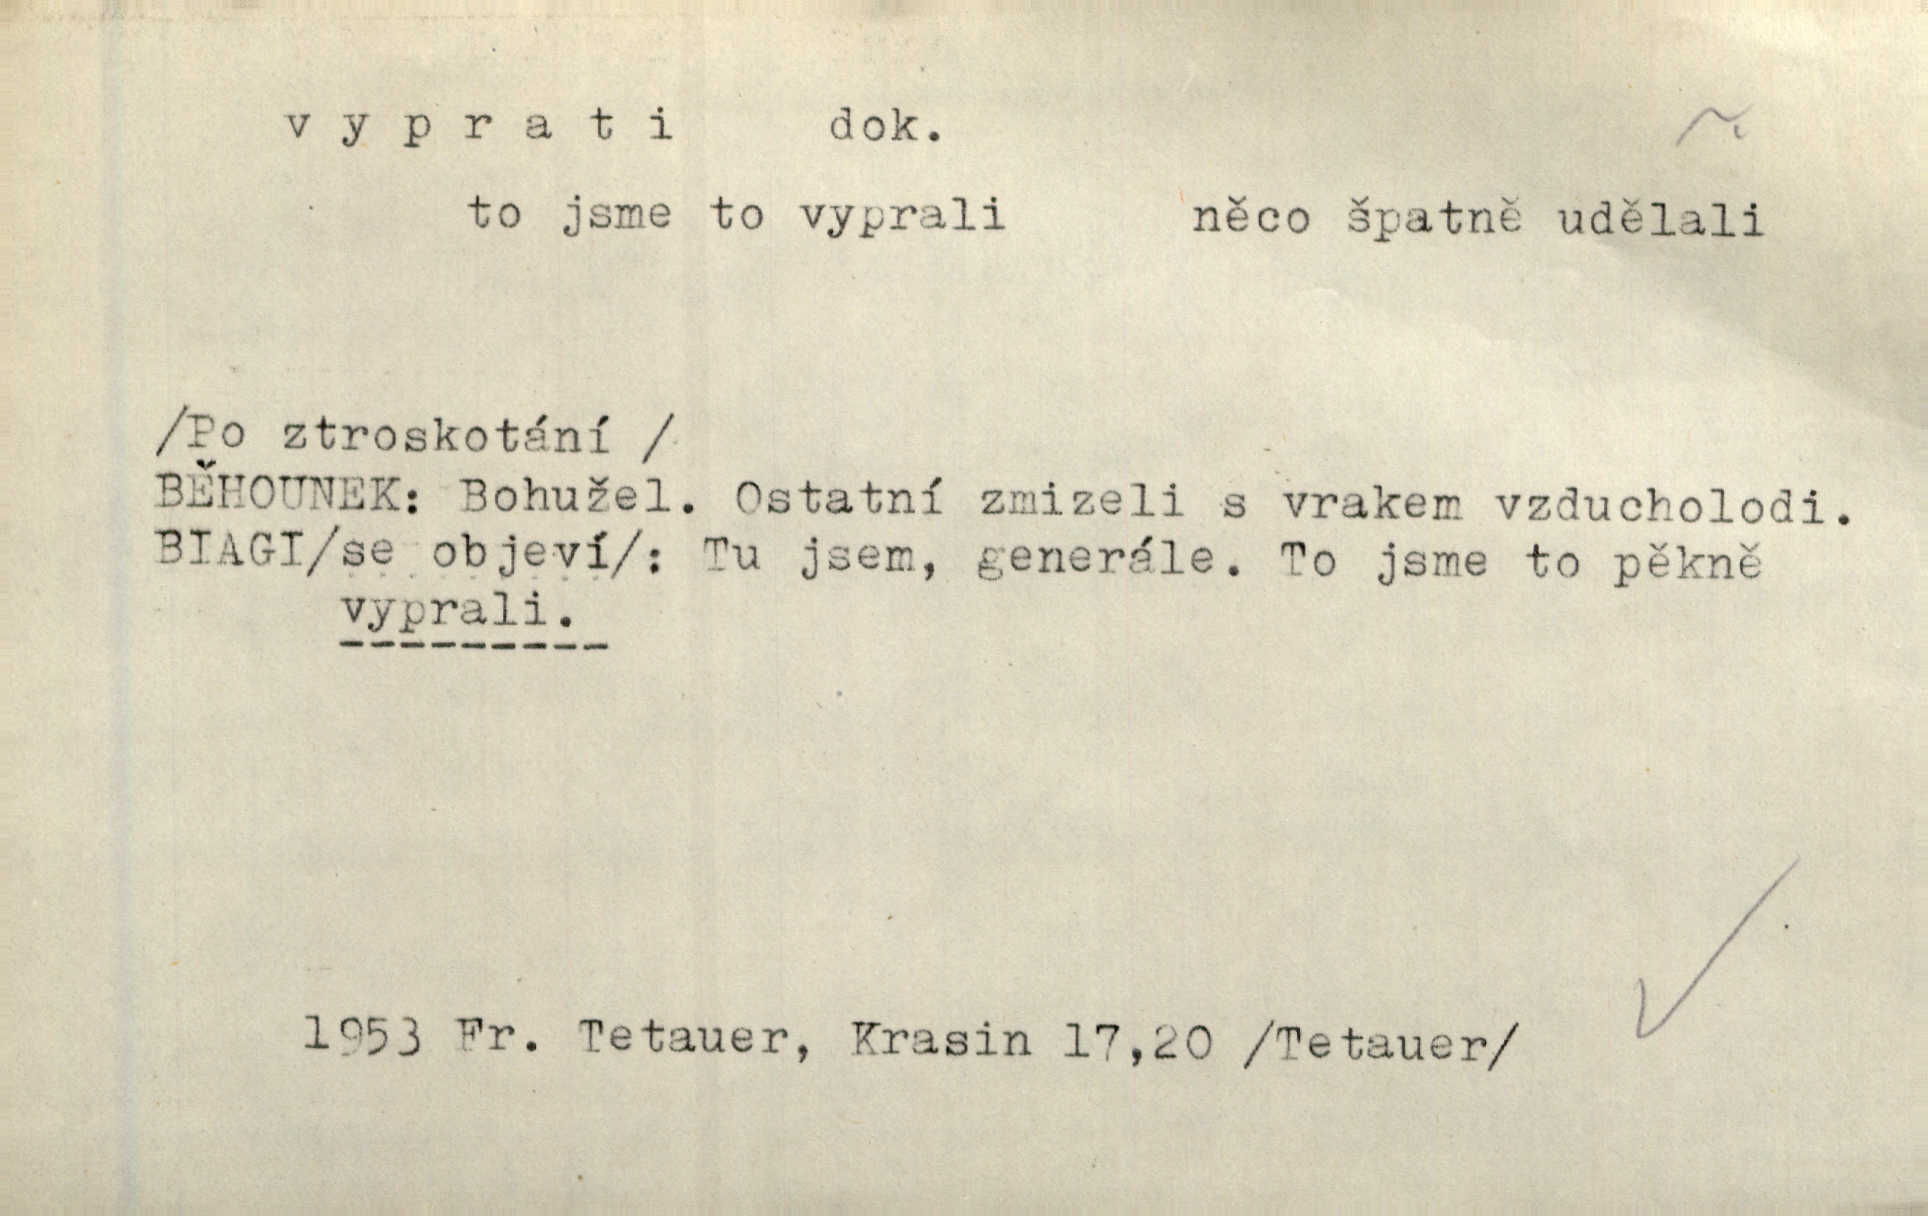 v y p r a t i dok.
to jsme to vyprali něco špatně udělali
/Po ztroskotání /
BĚHOUNEK: Bohužel. Ostatní zmizeli s vrakem vzducholodi.
BIAGI/se objeví/: Tu jsem, generále. To jsme to pěkně
vyprali.
1953 Fr. Tetauer, Krasin 17,20 /Tetauer/